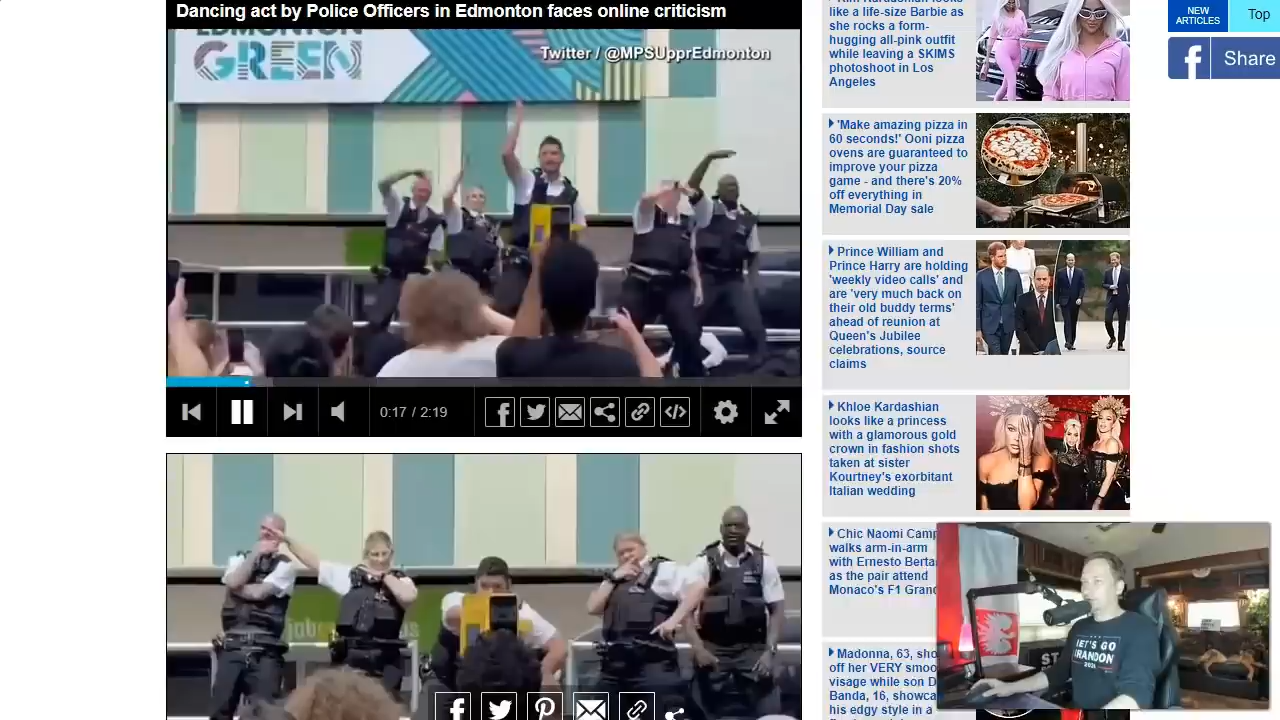 Dancing act by Police Officers in Edmonton faces online criticism
EDMONTON
GREEN
Twitter / @MPSUpprEdmonton
0:17 / 2:19
like a life-size Barbie as
she rocks a form-
hugging all-pink outfit
while leaving a SKIMS
photoshoot in Los
Angeles
'Make amazing pizza in
60 seconds!' Ooni pizza
ovens are guaranteed to
improve your pizza
game - and there's 20%
off everything in
Memorial Day sale
Prince William and
Prince Harry are holding
'weekly video calls' and
are 'very much back on
their old buddy terms'
ahead of reunion at
Queen's Jubilee
celebrations, source
claims
Khloe Kardashian
looks like a princess
with a glamorous gold
crown in fashion shots
taken at sister
Kourtney's exorbitant
Italian wedding
Chic Naomi Camp
walks arm-in-arm
with Ernesto Berta
as the pair attend
Monaco's F1 Grand
Madonna, 63, sho
off her VERY smoo
visage while son D
Banda, 16, showca
his edgy style in a
NEW
ARTICLES
Top
Share
LET'S GO
BRANDON